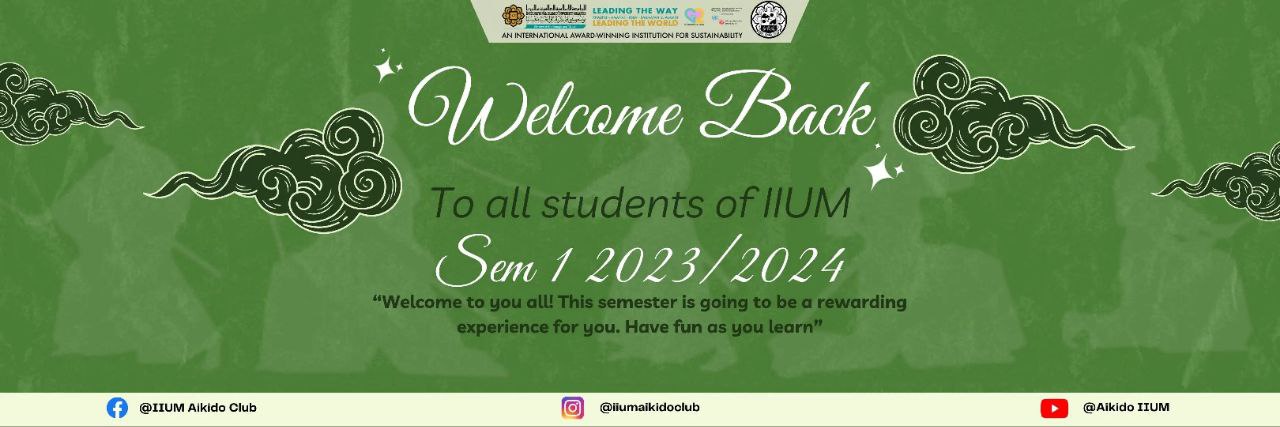 LEADING THE WAY
LEADING THE WORLD
AN INTERNATIONAL AWARD-WINNING INSTITUTION FOR SUSTAINABILITY
Welcome Back
To all students of IIUM
Sem 1 2023/2024
“Welcome to you all! This semester is going to be a rewarding
experience for you. Have fun as you learn”
@IIUM Aikido Club
@iiumaikidoclub
@Aikido IIUM